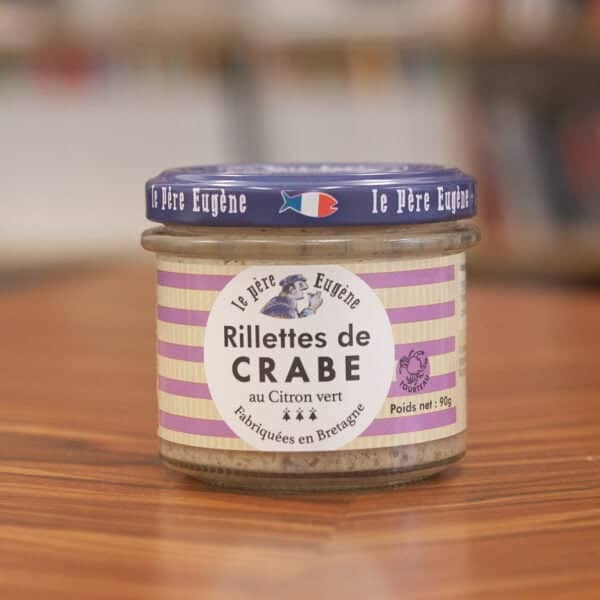 le Père Eugène
le Père Eugène
le père Eugène
Rillettes de
CRABE
au Citron vert
Fabriquées en Bretagne
TOURTEAU
Poids net : 90g